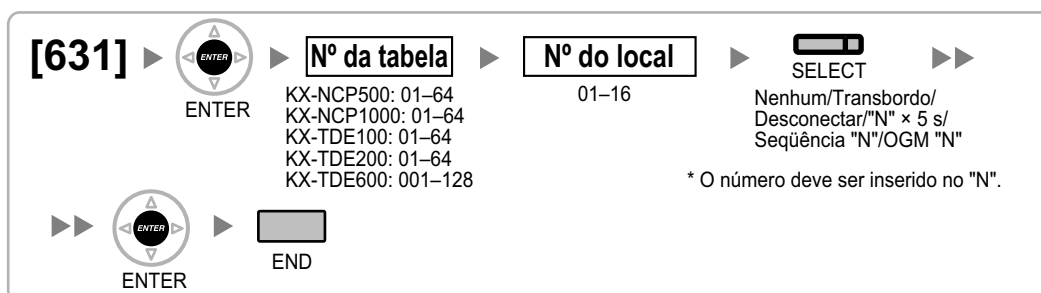 [631] ENTER Nº da tabela Nº do local
ENTER
SELECT
KX-NCP500: 01–64
KX-NCP1000: 01–64
KX-TDE100: 01–64
KX-TDE200: 01–64
KX-TDE600: 001–128
01–16
Nenhum/Transbordo/
Desconectar/"N" × 5 s/
Seqüência "N"/OGM "N"
* O número deve ser inserido no "N".
ENTER
ENTER
END